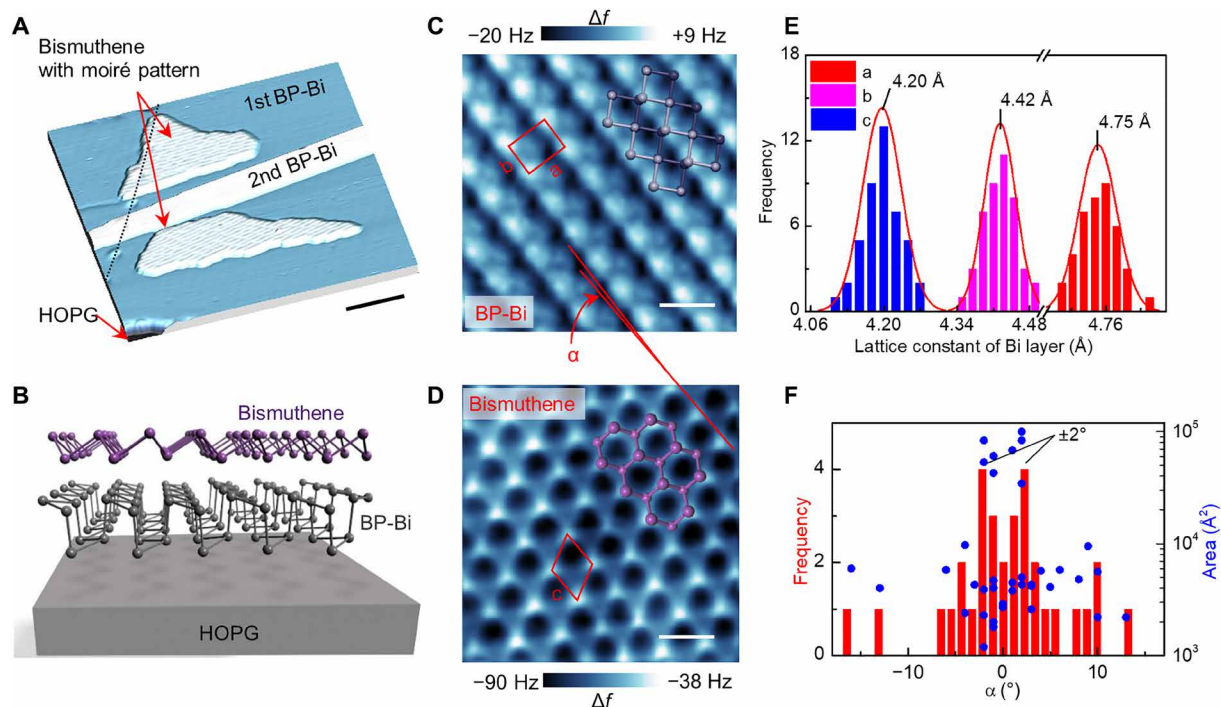 A
Bismuthene
with moiré pattern
1st BP-Bi
2nd BP-Bi
HOPG
B
Bismuthene
BP-Bi
HOPG
C
Δf
−20 Hz
+9 Hz
b
a
BP-Bi
α
D
Bismuthene
c
−90 Hz
−38 Hz
Δf
E
18
12
6
0
Frequency
a
b
c
4.20 Å
4.42 Å
4.75 Å
4.06 4.20 4.34 4.48 4.76
Lattice constant of Bi layer (Å)
F
±2°
4
2
0
Frequency
10⁵
10⁴
10³
Area (Å²)
−10 0 10
α (°)